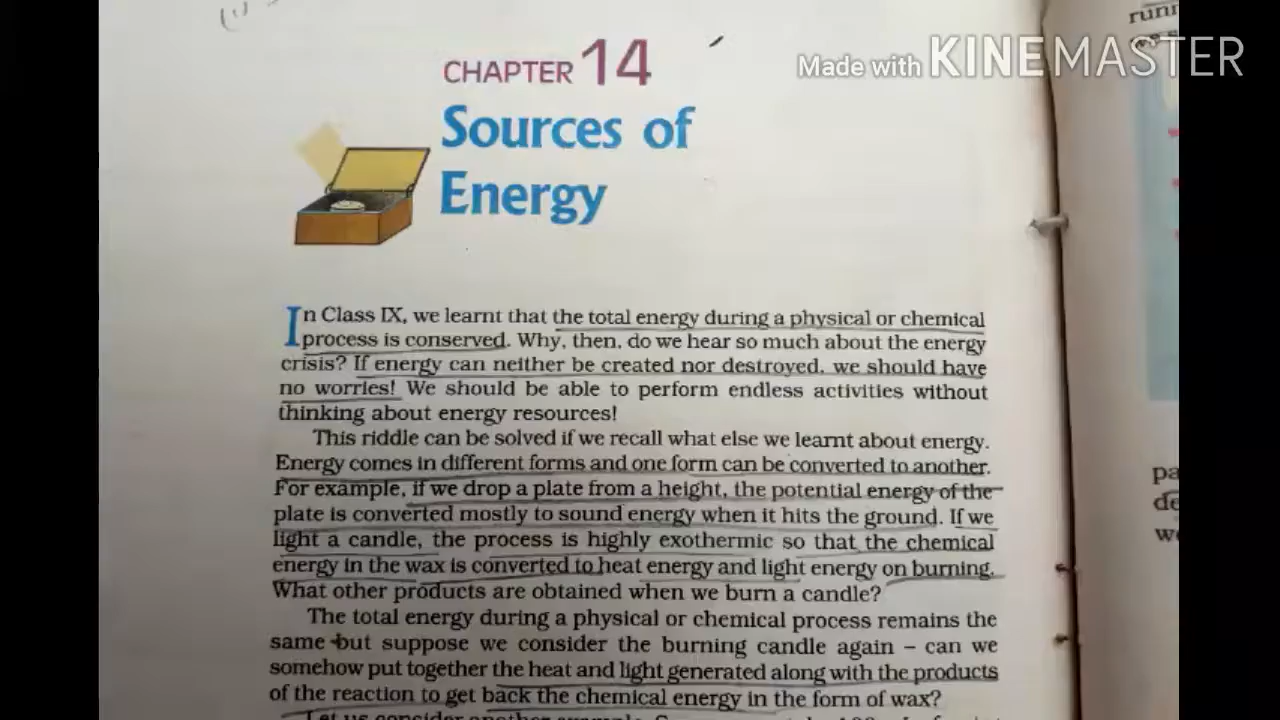 Made with KINEMASTER
CHAPTER 14
Sources of
Energy
In Class IX, we learnt that the total energy during a physical or chemical
process is conserved. Why, then, do we hear so much about the energy
crisis? If energy can neither be created nor destroyed, we should have
no worries! We should be able to perform endless activities without
thinking about energy resources!
This riddle can be solved if we recall what else we learnt about energy.
Energy comes in different forms and one form can be converted to another.
For example, if we drop a plate from a height, the potential energy of the
plate is converted mostly to sound energy when it hits the ground. If we
light a candle, the process is highly exothermic so that the chemical
energy in the wax is converted to heat energy and light energy on burning.
What other products are obtained when we burn a candle?
The total energy during a physical or chemical process remains the
same but suppose we consider the burning candle again – can we
somehow put together the heat and light generated along with the products
of the reaction to get back the chemical energy in the form of wax?
Let us consider another example.